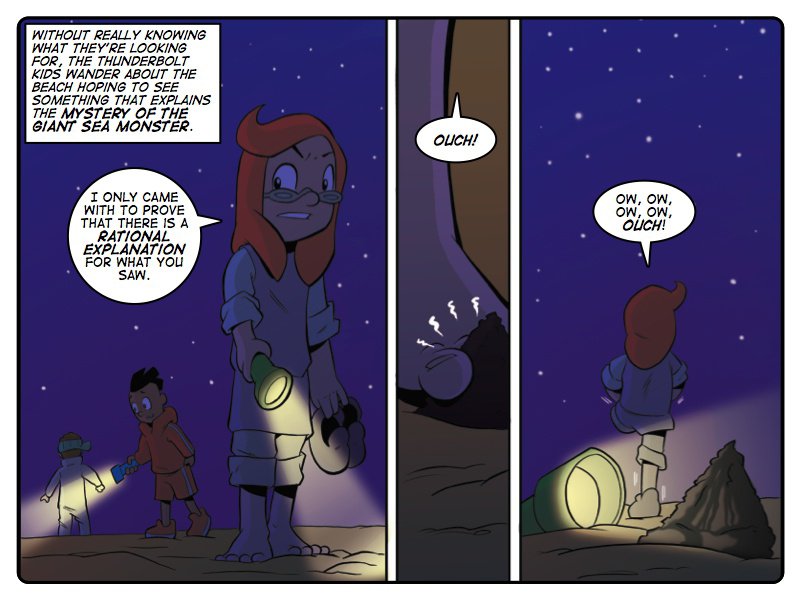 WITHOUT REALLY KNOWING
WHAT THEY'RE LOOKING
FOR, THE THUNDERBOLT
KIDS WANDER ABOUT THE
BEACH HOPING TO SEE
SOMETHING THAT EXPLAINS
THE MYSTERY OF THE
GIANT SEA MONSTER.
I ONLY CAME
WITH TO PROVE
THAT THERE IS A
RATIONAL
EXPLANATION
FOR WHAT YOU
SAW.
OUCH!
OW, OW,
OW, OW,
OUCH!